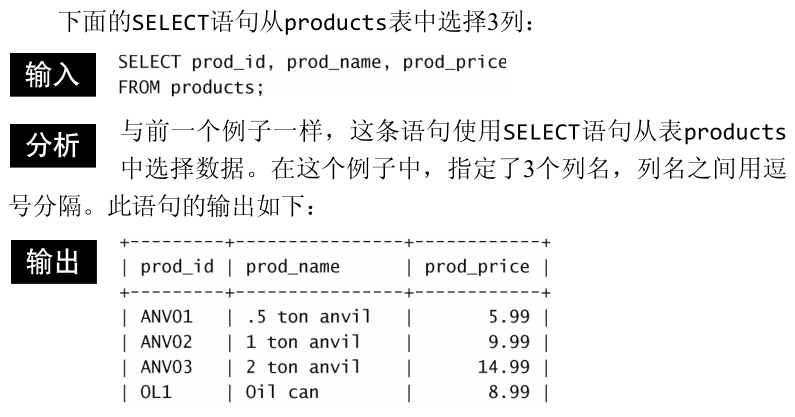 下面的SELECT语句从products表中选择3列：
输入
SELECT prod_id, prod_name, prod_price
FROM products;
分析
与前一个例子一样，这条语句使用SELECT语句从表products
中选择数据。在这个例子中，指定了3个列名，列名之间用逗
号分隔。此语句的输出如下：
输出
+---------+----------------+------------+
| prod_id | prod_name      | prod_price |
+---------+----------------+------------+
| ANV01   | .5 ton anvil   |       5.99 |
| ANV02   | 1 ton anvil    |       9.99 |
| ANV03   | 2 ton anvil    |      14.99 |
| OL1     | Oil can        |       8.99 |